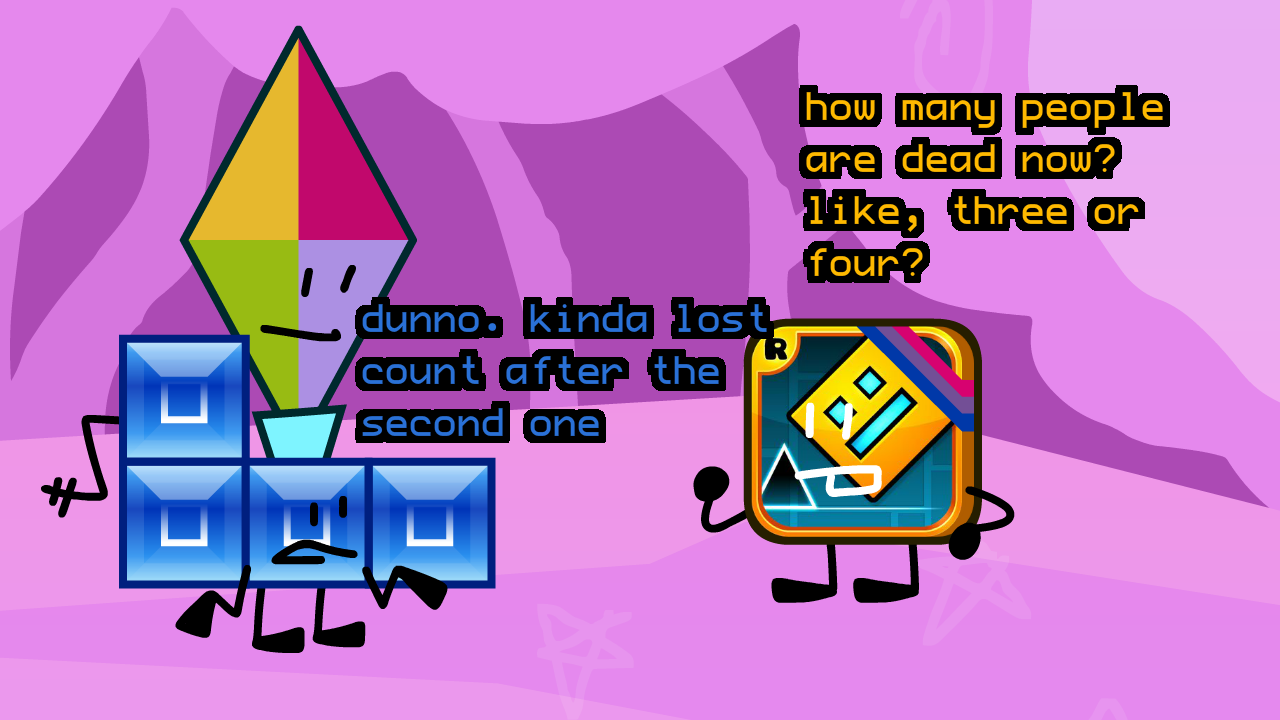 how many people
are dead now?
like, three or
four?
dunno. kinda lost
count after the
second one
R